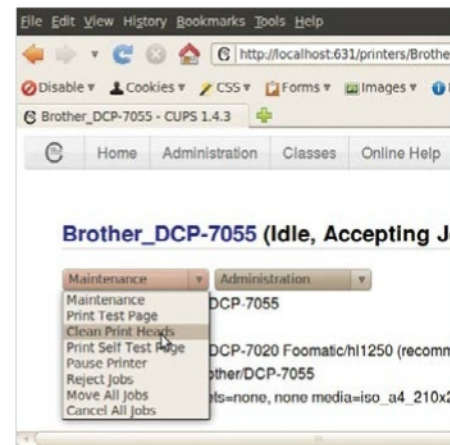 File Edit View History Bookmarks Tools Help
http://localhost:631/printers/Brothe
Disable Cookies CSS Forms Images
Brother_DCP-7055 - CUPS 1.4.3
Home Administration Classes Online Help
Brother_DCP-7055 (Idle, Accepting J
Maintenance Administration
Maintenance DCP-7055
Print Test Page
Clean Print Heads
Print Self Test Page DCP-7020 Foomatic/hl1250 (recomm
Pause Printer other/DCP-7055
Reject Jobs ts=none, none media=iso_a4_210x2
Move All Jobs
Cancel All Jobs